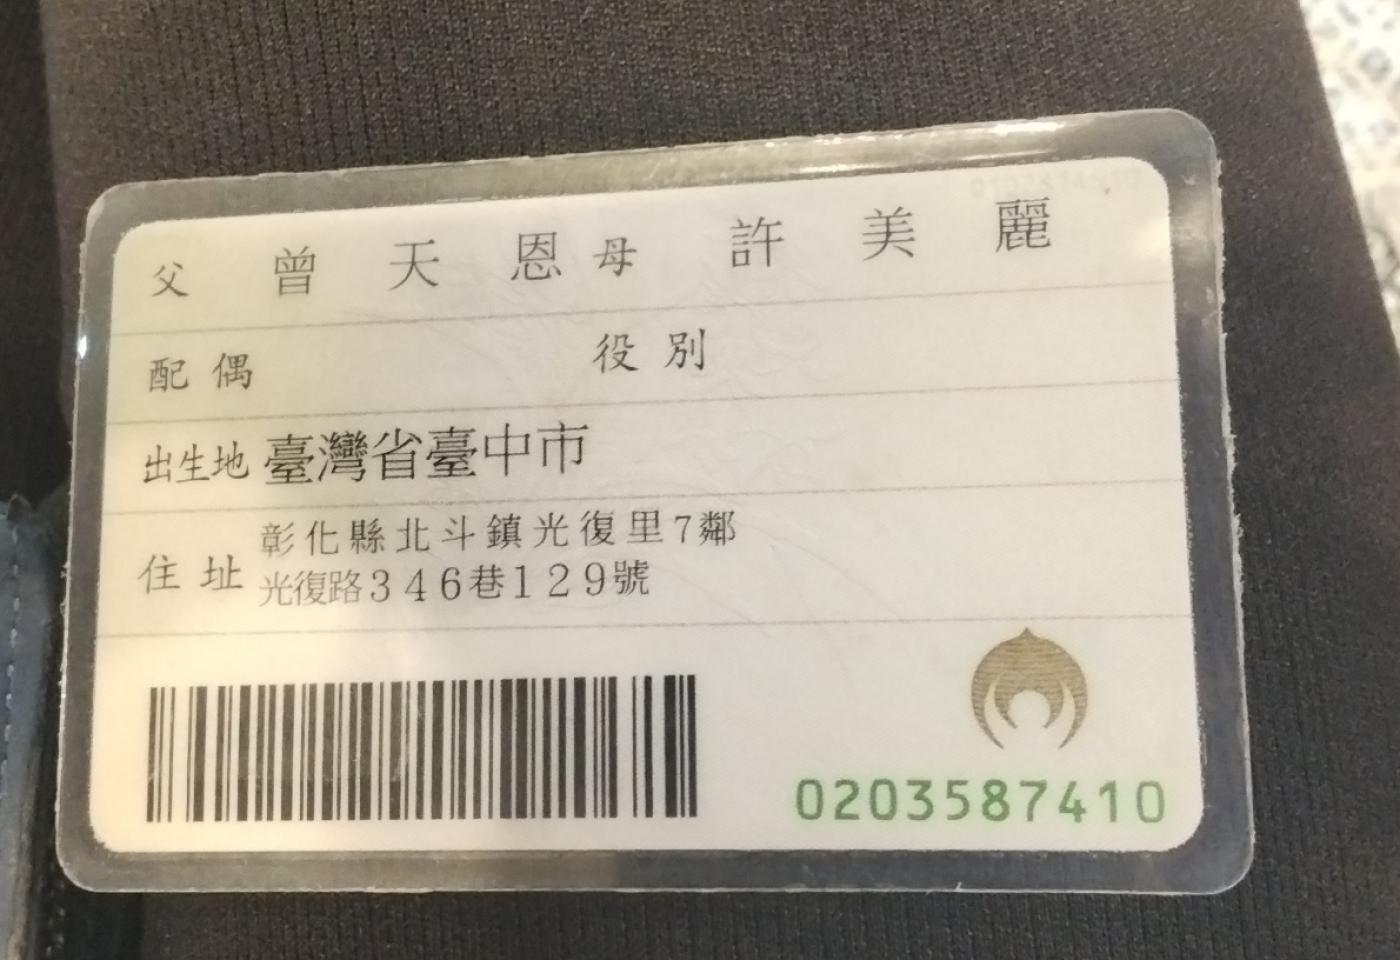 父 曾天恩 母 許美麗
配偶 役別
出生地 臺灣省臺中市
住址 彰化縣北斗鎮光復里7鄰
光復路346巷129號
0203587410